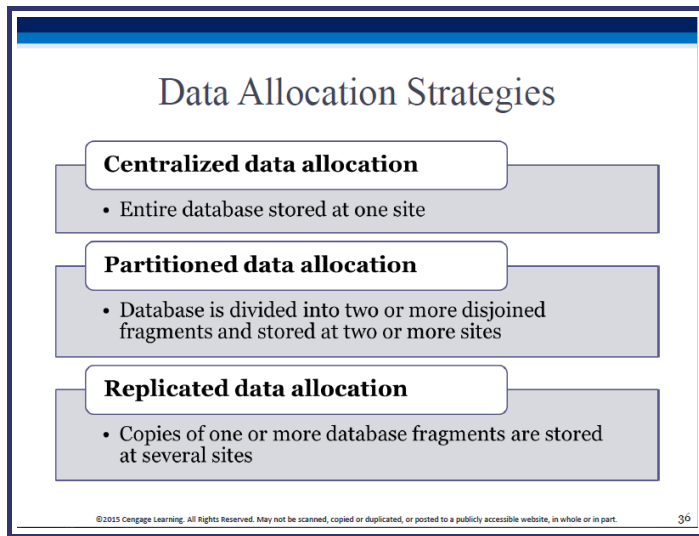 Data Allocation Strategies
Centralized data allocation
• Entire database stored at one site
Partitioned data allocation
• Database is divided into two or more disjoined
fragments and stored at two or more sites
Replicated data allocation
• Copies of one or more database fragments are stored
at several sites
©2015 Cengage Learning. All Rights Reserved. May not be scanned, copied or duplicated, or posted to a publicly accessible website, in whole or in part.
36